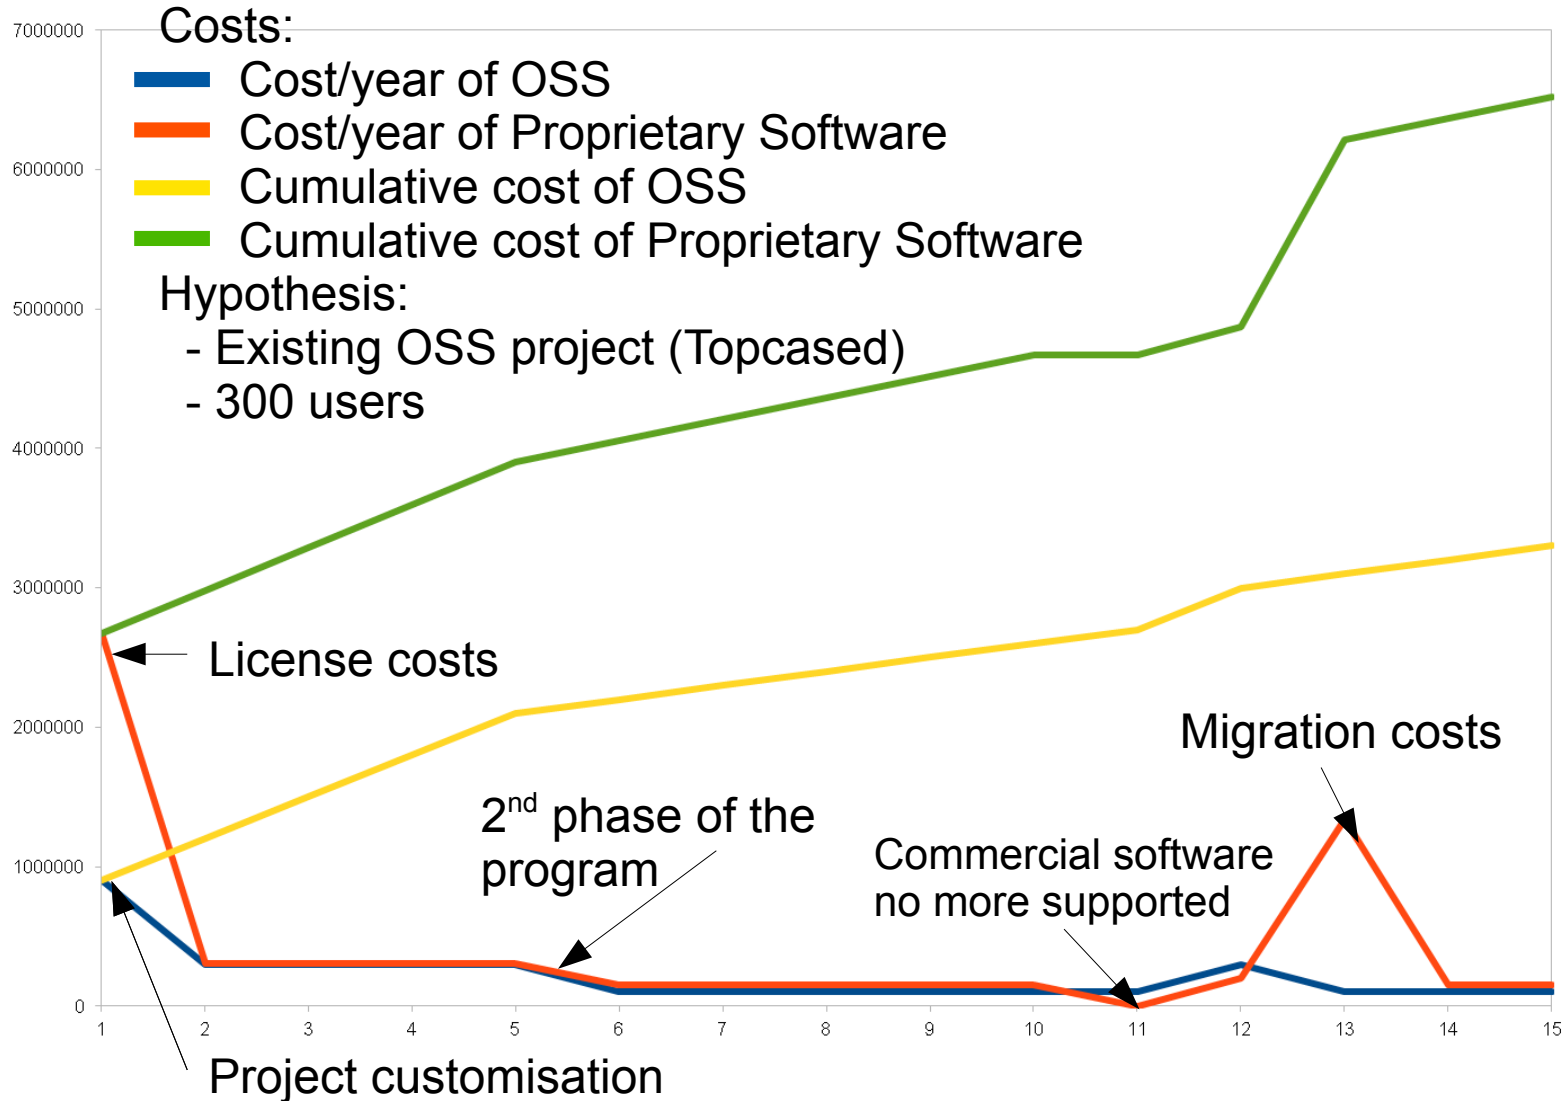 7000000
Costs:
Cost/year of OSS
Cost/year of Proprietary Software
6000000
Cumulative cost of OSS
Cumulative cost of Proprietary Software
Hypothesis:
5000000
- Existing OSS project (Topcased)
- 300 users
4000000
3000000
License costs
2000000
Migration costs
2nd phase of the
program
1000000
Commercial software
no more supported
0
1 2 3 4 5 6 7 8 9 10 11 12 13 14 15
Project customisation